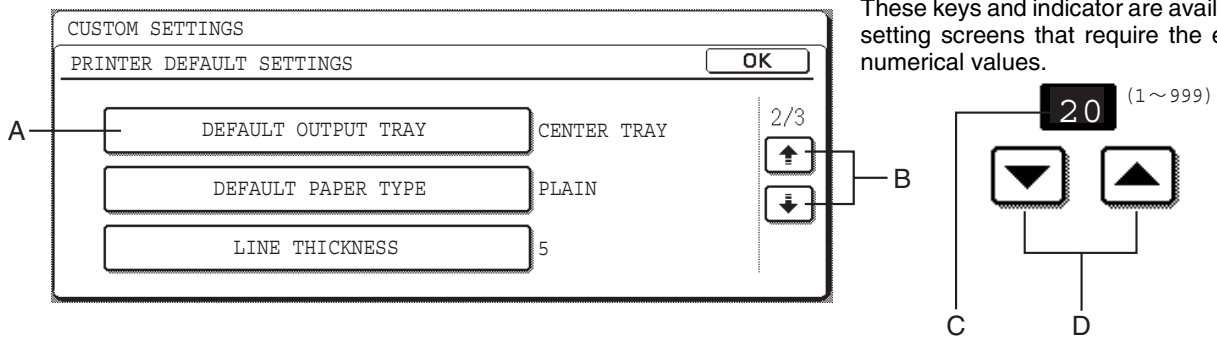 CUSTOM SETTINGS
PRINTER DEFAULT SETTINGS
OK
A
DEFAULT OUTPUT TRAY
CENTER TRAY
DEFAULT PAPER TYPE
PLAIN
LINE THICKNESS
5
2/3
B
These keys and indicator are avail
setting screens that require the e
numerical values.
20
(1～999)
C
D